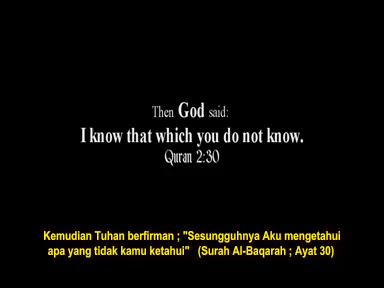 Then God said:
I know that which you do not know.
Quran 2:30
Kemudian Tuhan berfirman ; "Sesungguhnya Aku mengetahui
apa yang tidak kamu ketahui"   (Surah Al-Baqarah ; Ayat 30)